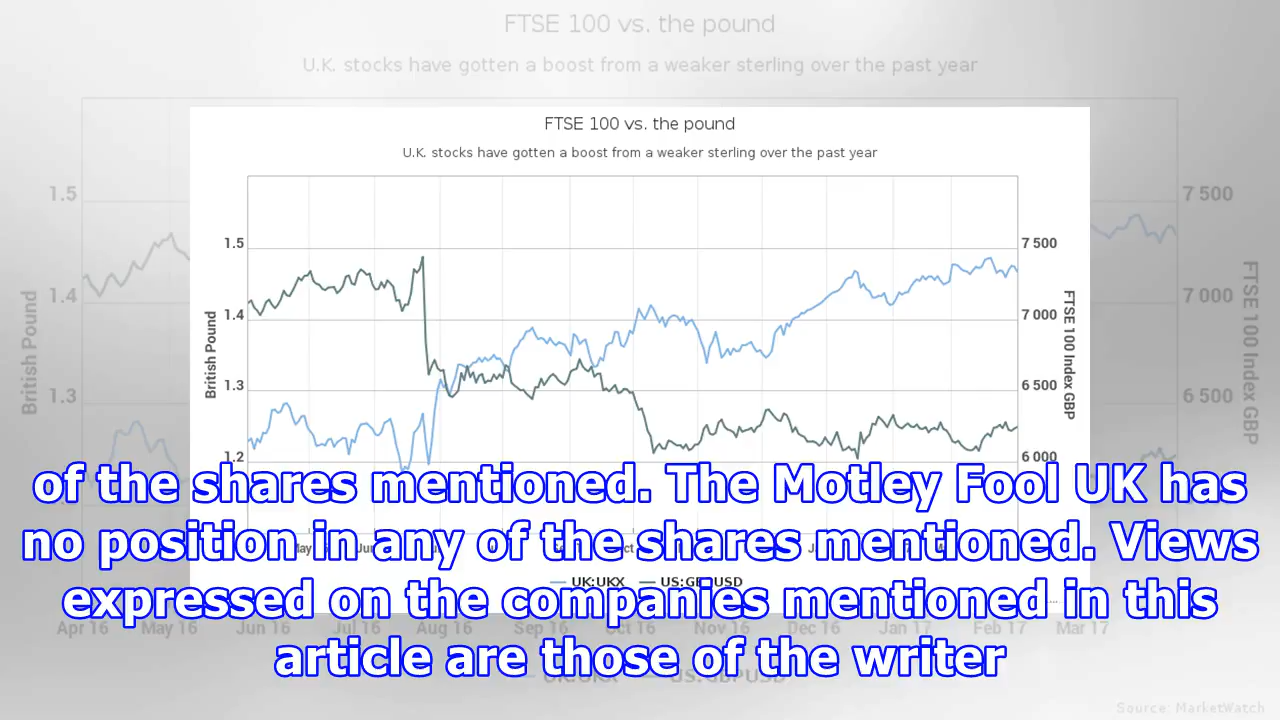 FTSE 100 vs. the pound
U.K. stocks have gotten a boost from a weaker sterling over the past year
FTSE 100 vs. the pound
U.K. stocks have gotten a boost from a weaker sterling over the past year
1.5
7 500
1.5
7 500
1.4
7 000
1.4
7 000
British Pound
FTSE 100 Index GBP
British Pound
FTSE 100 Index GBP
1.3
6 500
1.3
6 500
1.2
6 000
of the shares mentioned. The Motley Fool UK has
no position in any of the shares mentioned. Views
expressed on the companies mentioned in this
article are those of the writer
UK:UKX
US:GBPUSD
Apr 16
May 16
Jun 16
Jul 16
Aug 16
Sep 16
Oct 16
Nov 16
Dec 16
Jan 17
Feb 17
Mar 17
UK:UKX
US:GBPUSD
Source: MarketWatch